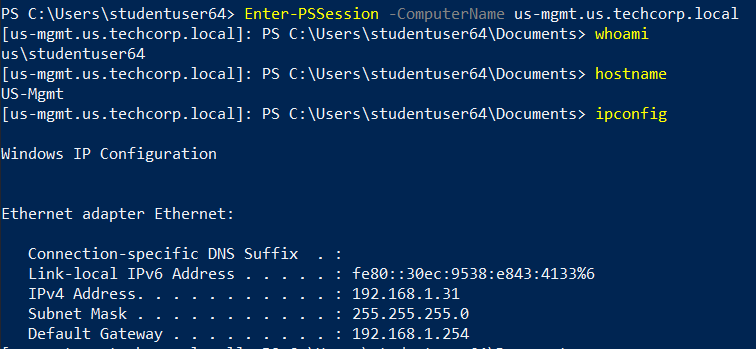 PS C:\Users\studentuser64> Enter-PSSession -ComputerName us-mgmt.us.techcorp.local
[us-mgmt.us.techcorp.local]: PS C:\Users\studentuser64\Documents> whoami
us\studentuser64
[us-mgmt.us.techcorp.local]: PS C:\Users\studentuser64\Documents> hostname
US-Mgmt
[us-mgmt.us.techcorp.local]: PS C:\Users\studentuser64\Documents> ipconfig
Windows IP Configuration
Ethernet adapter Ethernet:
Connection-specific DNS Suffix  . :
Link-local IPv6 Address . . . . . : fe80::30ec:9538:e843:4133%6
IPv4 Address. . . . . . . . . . . : 192.168.1.31
Subnet Mask . . . . . . . . . . . : 255.255.255.0
Default Gateway . . . . . . . . . : 192.168.1.254